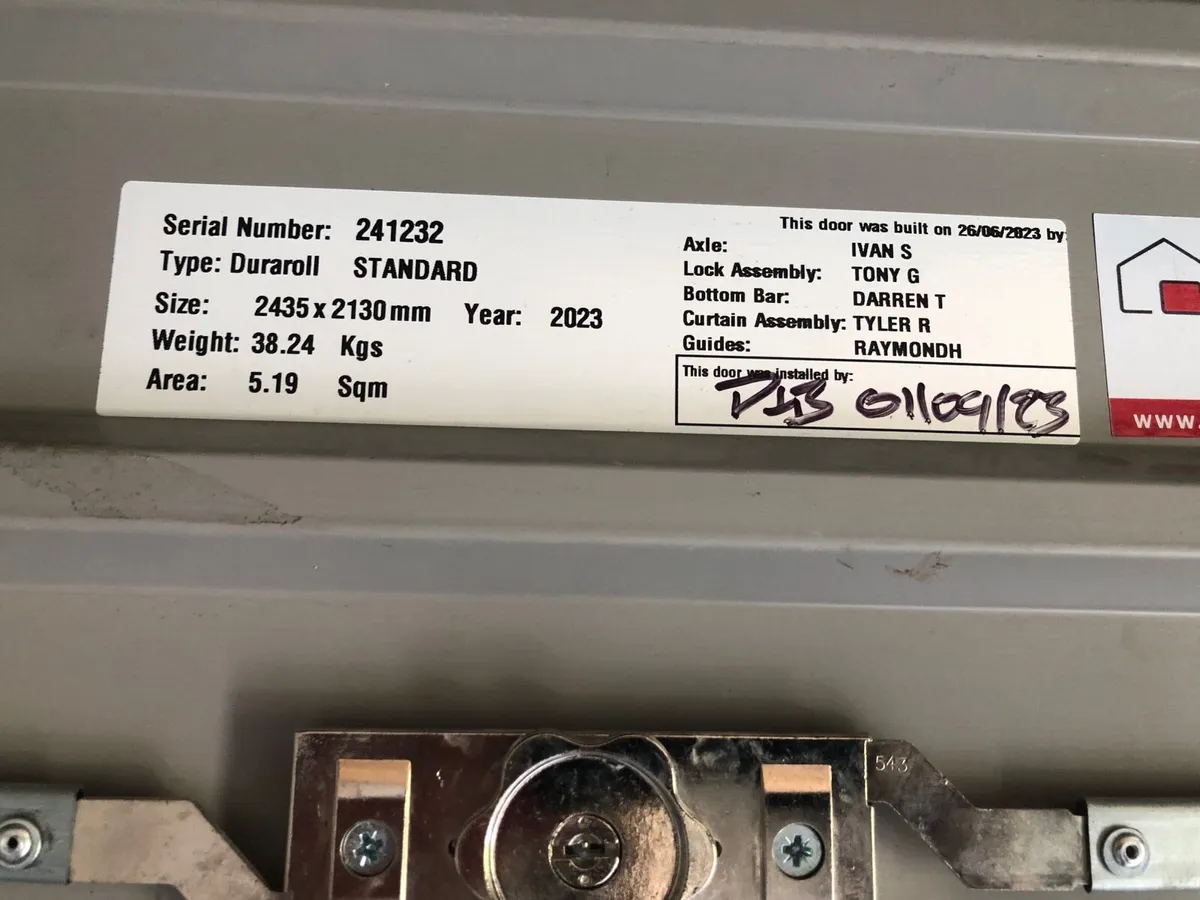 Serial Number: 241232
Type: Duraroll STANDARD
Size: 2435 x 2130 mm Year: 2023
Weight: 38.24 Kgs
Area: 5.19 Sqm
This door was built on 26/06/2023 by:
Axle: IVAN S
Lock Assembly: TONY G
Bottom Bar: DARREN T
Curtain Assembly: TYLER R
Guides: RAYMONDH
This door was installed by:
01/09/23
www.
543